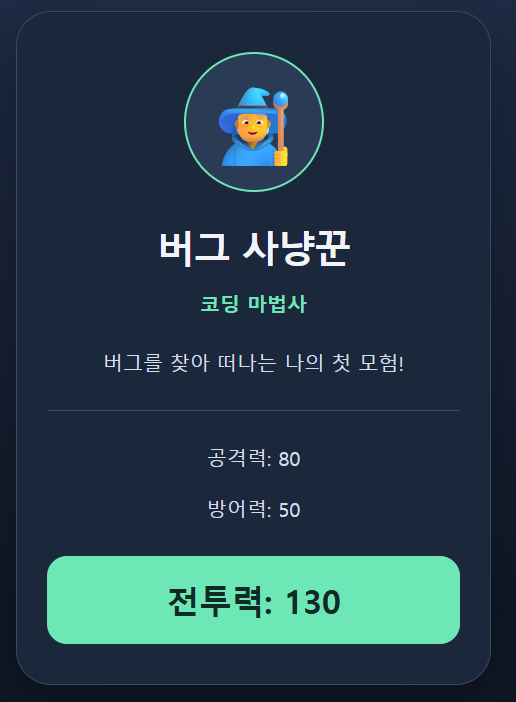 버그 사냥꾼
코딩 마법사
버그를 찾아 떠나는 나의 첫 모험!
공격력: 80
방어력: 50
전투력: 130